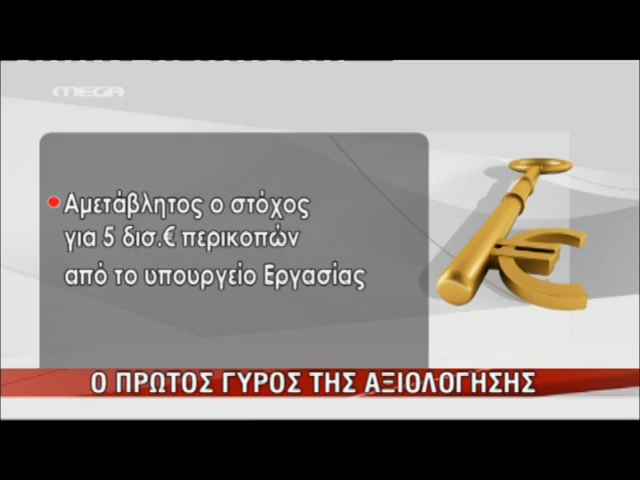 MEGA
Αμετάβλητος ο στόχος
για 5 δισ.€ περικοπών
από το υπουργείο Εργασίας
Ο ΠΡΩΤΟΣ ΓΥΡΟΣ ΤΗΣ ΑΞΙΟΛΟΓΗΣΗΣ